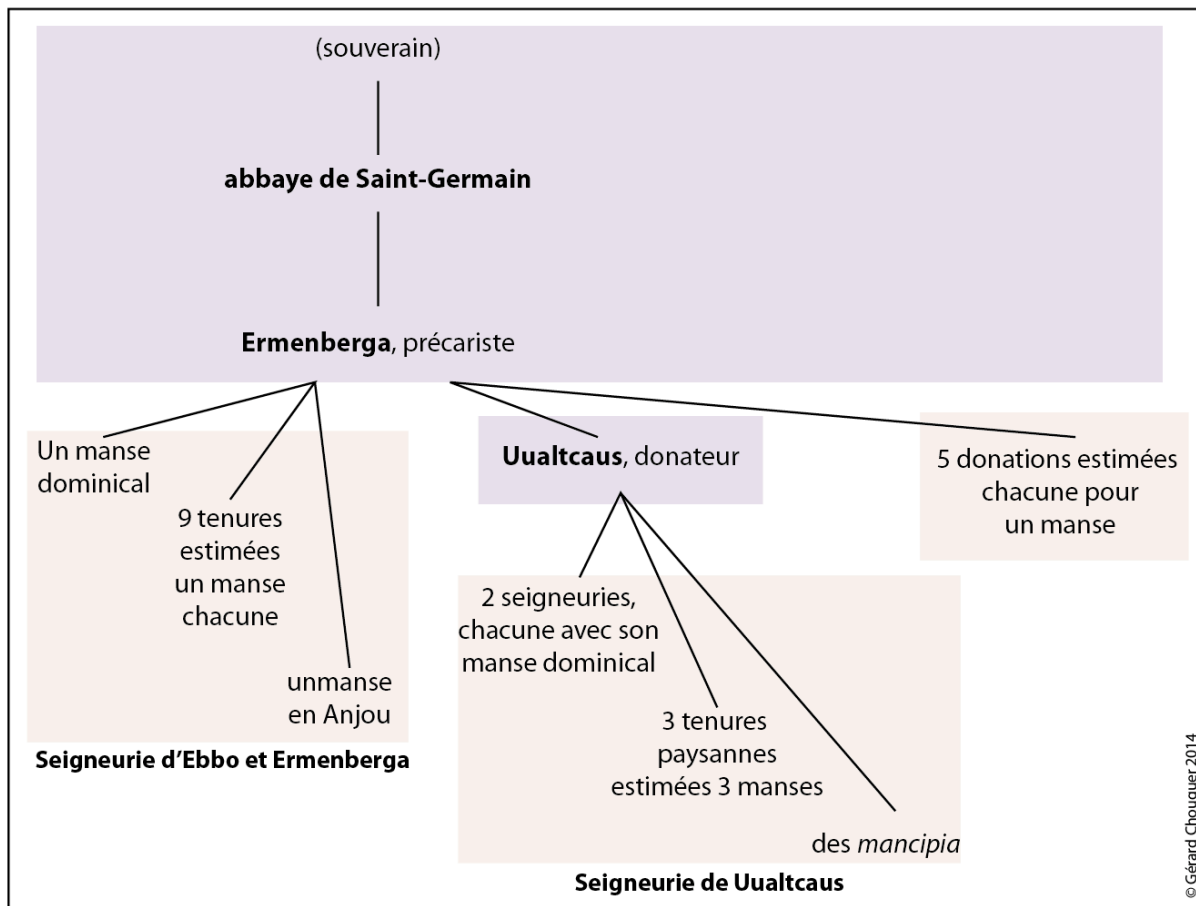 (souverain)
abbaye de Saint-Germain
Ermenberga, précariste
Un manse
dominical
9 tenures
estimées
un manse
chacune
unmanse
en Anjou
Seigneurie d’Ebbo et Ermenberga
Uualtcaus, donateur
2 seigneuries,
chacune avec son
manse dominical
3 tenures
paysannes
estimées 3 manses
des mancipia
Seigneurie de Uualtcaus
5 donations estimées
chacune pour
un manse
© Gérard Chouquer 2014